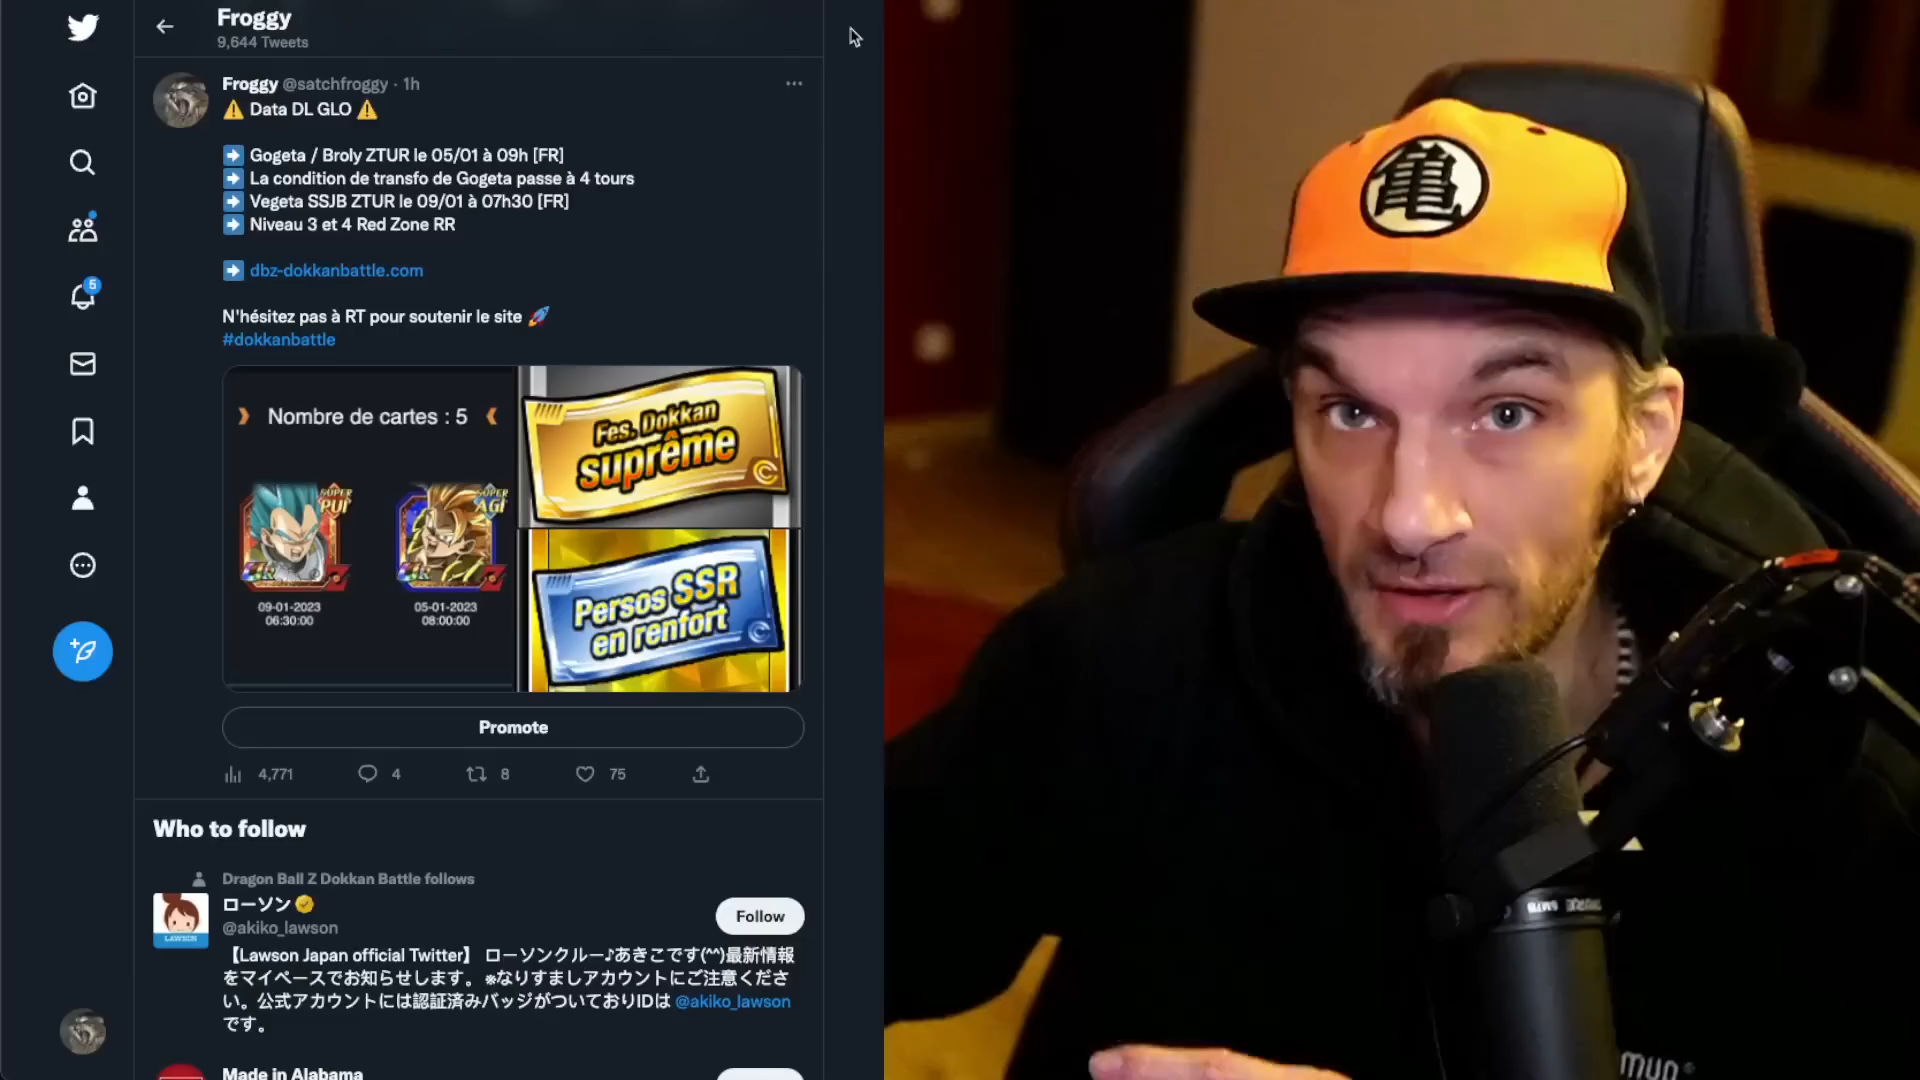 Froggy
9,644 Tweets
Froggy @satchfroggy · 1h
⚠️ Data DL GLO ⚠️
➡️ Gogeta / Broly ZTUR le 05/01 à 09h [FR]
➡️ La condition de transfo de Gogeta passe à 4 tours
➡️ Vegeta SSJB ZTUR le 09/01 à 07h30 [FR]
➡️ Niveau 3 et 4 Red Zone RR
➡️ dbz-dokkanbattle.com
N'hésitez pas à RT pour soutenir le site 🚀
#dokkanbattle
Nombre de cartes : 5
SUPER
PUI
SUPER
AGI
09-01-2023
06:30:00
05-01-2023
08:00:00
Fes. Dokkan
suprême
Persos SSR
en renfort
Promote
4,771
4
8
75
5
Who to follow
Dragon Ball Z Dokkan Battle follows
ローソン
@akiko_lawson
LAWSON
Follow
【Lawson Japan official Twitter】 ローソンクルー♪あきこです(^^)最新情報
をマイペースでお知らせします。 ※なりすましアカウントにご注意くださ
い。公式アカウントには認証済みバッジがついておりIDは @akiko_lawson
です。
Made in Alabama
亀
mun